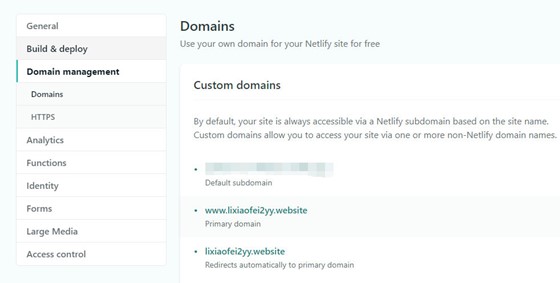 General
Build & deploy
Domain management
Domains
HTTPS
Analytics
Functions
Identity
Forms
Large Media
Access control
Domains
Use your own domain for your Netlify site for free
Custom domains
By default, your site is always accessible via a Netlify subdomain based on the site name.
Custom domains allow you to access your site via one or more non-Netlify domain names.
Default subdomain
www.lixiaofei2yy.website
Primary domain
lixiaofei2yy.website
Redirects automatically to primary domain